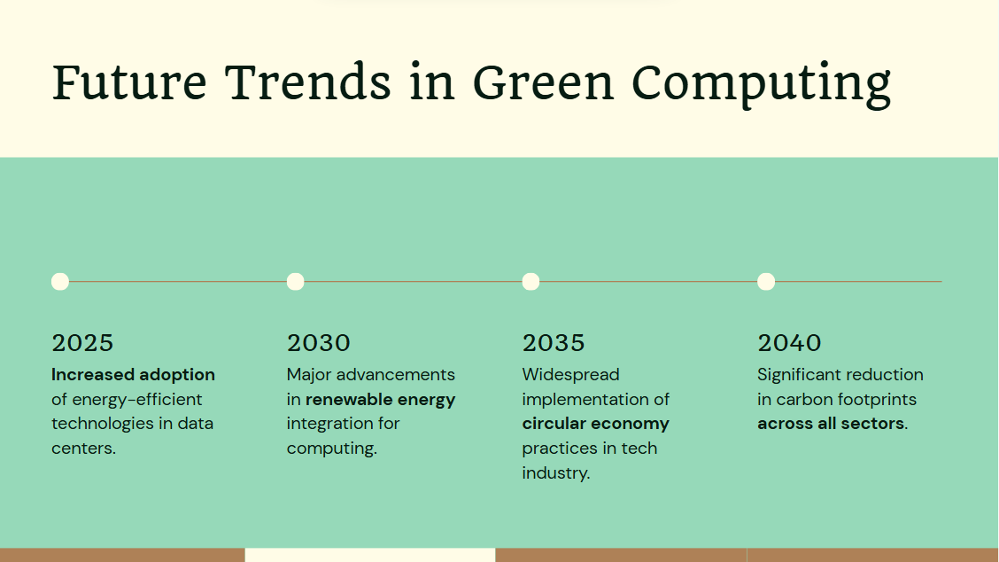 Future Trends in Green Computing
2025
Increased adoption
of energy-efficient
technologies in data
centers.
2030
Major advancements
in renewable energy
integration for
computing.
2035
Widespread
implementation of
circular economy
practices in tech
industry.
2040
Significant reduction
in carbon footprints
across all sectors.